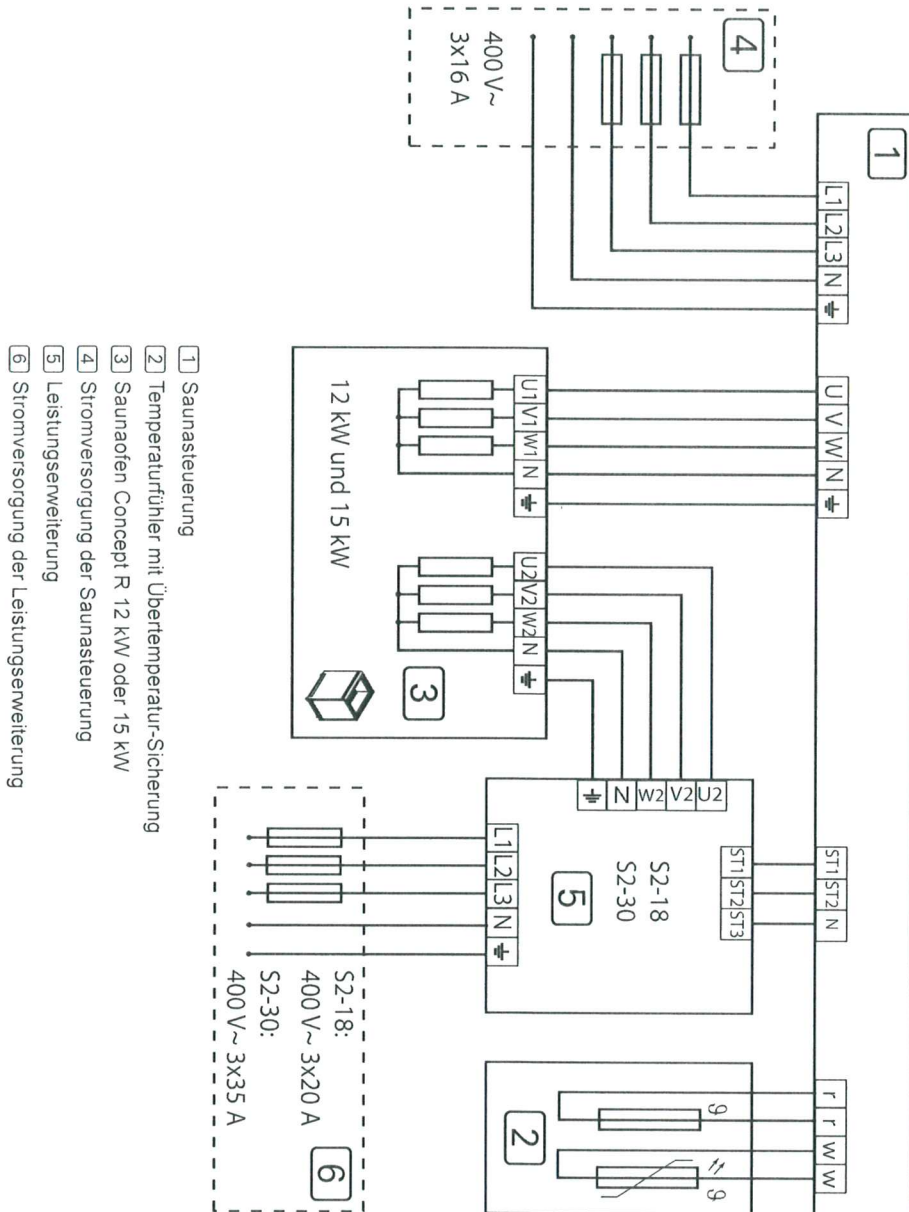 4
400 V~
3x16 A
1
L1 L2 L3 N
U V W N
ST1 ST2 N
r r w w
U1 V1 W1 N
U2 V2 W2 N
12 kW und 15 kW
3
N W2 V2 U2
ST1 ST2 ST3
S2-18
S2-30
5
L1 L2 L3 N
ϑ
ϑ
2
S2-18:
400 V~ 3x20 A
S2-30:
400 V~ 3x35 A
6
1 Saunasteuerung
2 Temperaturfühler mit Übertemperatur-Sicherung
3 Saunaofen Concept R 12 kW oder 15 kW
4 Stromversorgung der Saunasteuerung
5 Leistungserweiterung
6 Stromversorgung der Leistungserweiterung